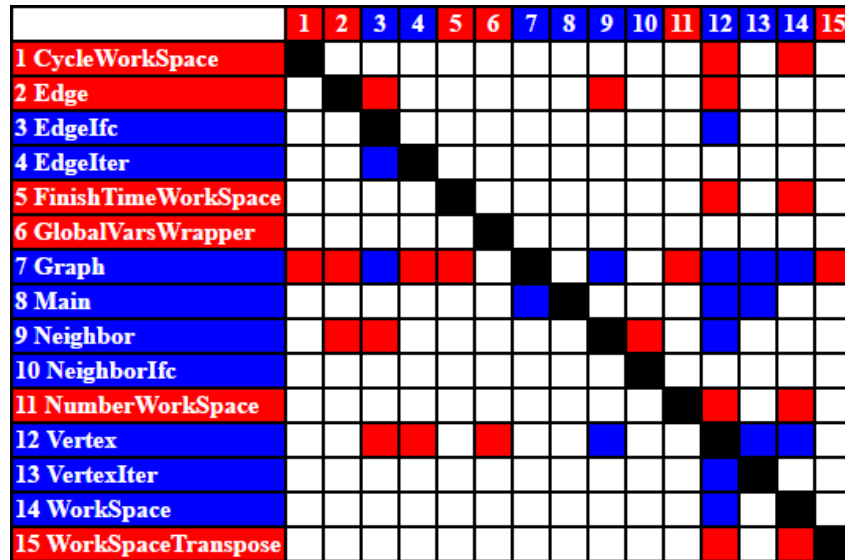 1 2 3 4 5 6 7 8 9 10 11 12 13 14 15
1 CycleWorkSpace
2 Edge
3 EdgeIfc
4 EdgeIter
5 FinishTimeWorkSpace
6 GlobalVarsWrapper
7 Graph
8 Main
9 Neighbor
10 NeighborIfc
11 NumberWorkSpace
12 Vertex
13 VertexIter
14 WorkSpace
15 WorkSpaceTranspose